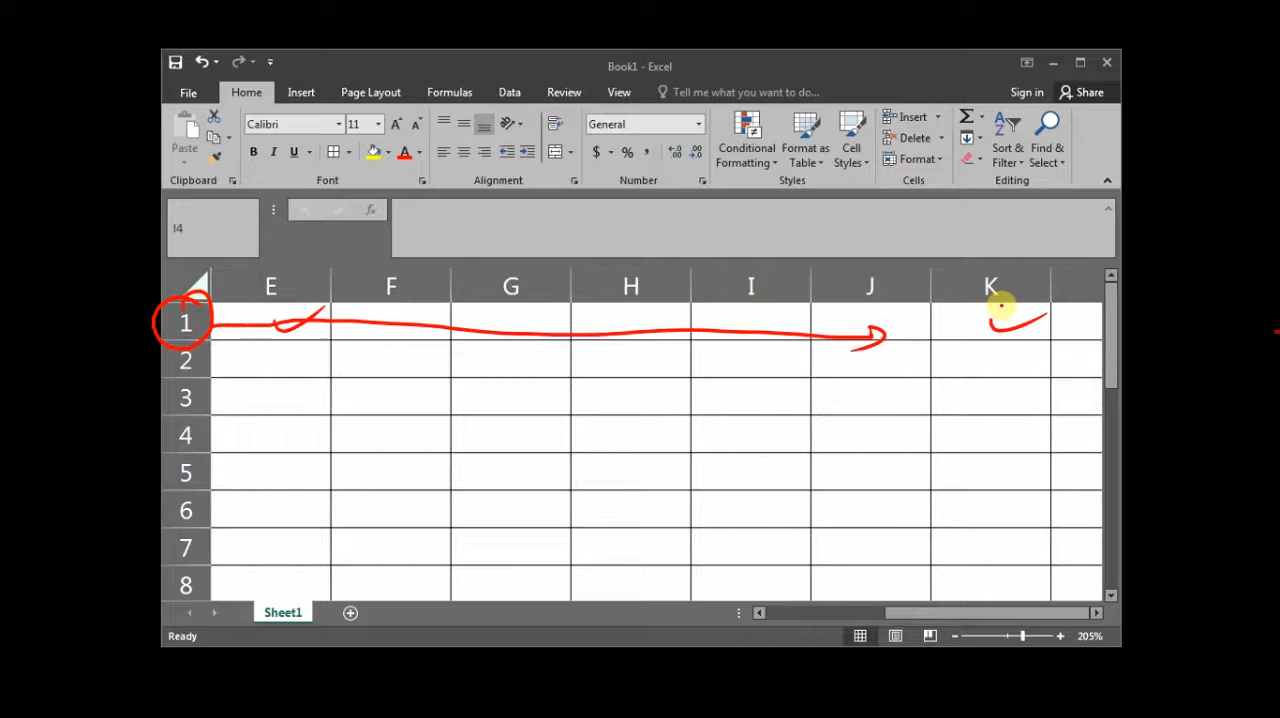 Book1 - Excel
File Home Insert Page Layout Formulas Data Review View Tell me what you want to do... Sign in Share
Paste Calibri 11 General Conditional Formatting Format as Table Cell Styles Insert Delete Format Sort & Filter Find & Select
B I U A $ % , .00 .0
Clipboard Font Alignment Number Styles Cells Editing
I4 fx
E F G H I J K
1
2
3
4
5
6
7
8
Sheet1
Ready 205%